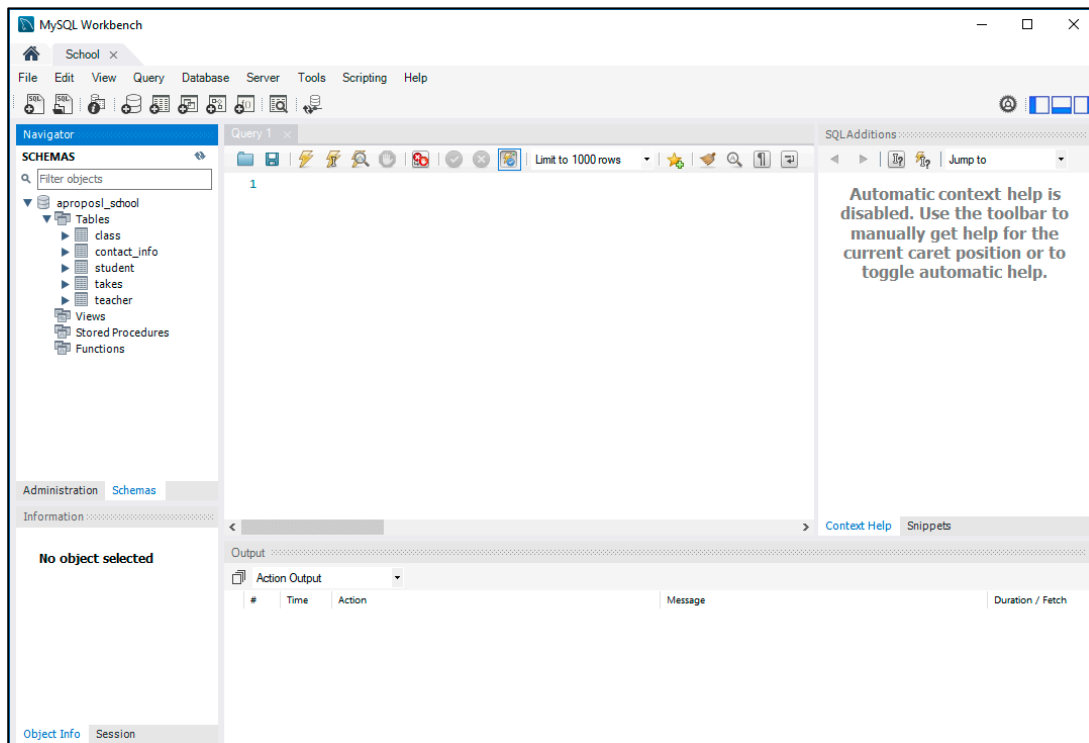 MySQL Workbench
School
File Edit View Query Database Server Tools Scripting Help
Navigator
SCHEMAS
Filter objects
aproposl_school
Tables
class
contact_info
student
takes
teacher
Views
Stored Procedures
Functions
Administration Schemas
Information
No object selected
Object Info Session
Query 1
Limit to 1000 rows
1
SQLAdditions
Jump to
Automatic context help is
disabled. Use the toolbar to
manually get help for the
current caret position or to
toggle automatic help.
Context Help Snippets
Output
Action Output
# Time Action Message Duration / Fetch